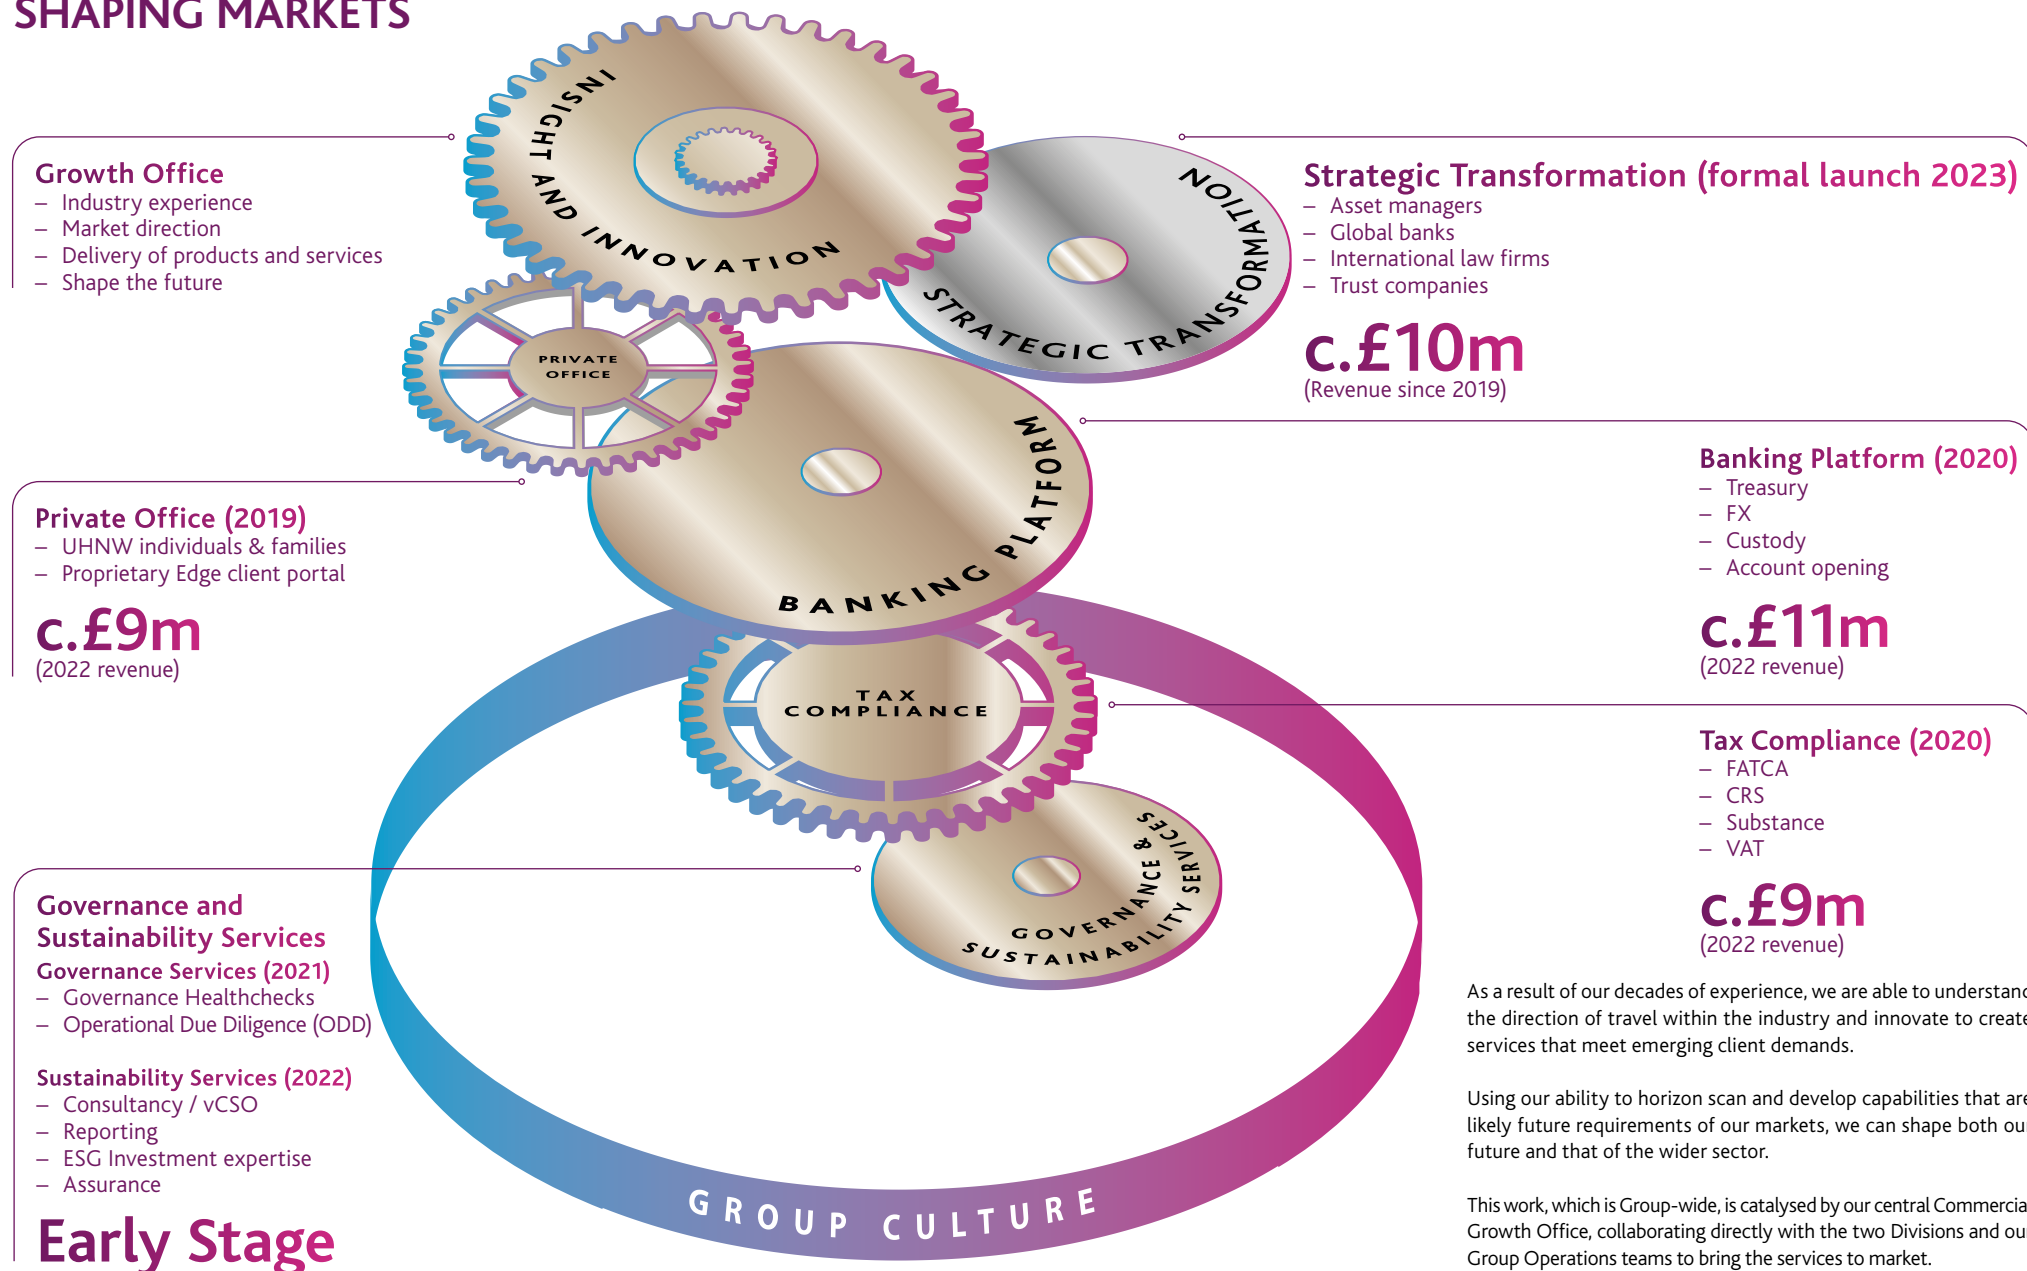 SHAPING MARKETS
INSIGHT AND INNOVATION
STRATEGIC TRANSFORMATION
PRIVATE
OFFICE
BANKING PLATFORM
TAX
COMPLIANCE
GOVERNANCE &
SUSTAINABILITY SERVICES
GROUP CULTURE
Growth Office
– Industry experience
– Market direction
– Delivery of products and services
– Shape the future
Private Office (2019)
– UHNW individuals & families
– Proprietary Edge client portal
c.£9m
(2022 revenue)
Governance and
Sustainability Services
Governance Services (2021)
– Governance Healthchecks
– Operational Due Diligence (ODD)
Sustainability Services (2022)
– Consultancy / vCSO
– Reporting
– ESG Investment expertise
– Assurance
Early Stage
Strategic Transformation (formal launch 2023)
– Asset managers
– Global banks
– International law firms
– Trust companies
c.£10m
(Revenue since 2019)
Banking Platform (2020)
– Treasury
– FX
– Custody
– Account opening
c.£11m
(2022 revenue)
Tax Compliance (2020)
– FATCA
– CRS
– Substance
– VAT
c.£9m
(2022 revenue)
As a result of our decades of experience, we are able to understand
the direction of travel within the industry and innovate to create
services that meet emerging client demands.
Using our ability to horizon scan and develop capabilities that are
likely future requirements of our markets, we can shape both our
future and that of the wider sector.
This work, which is Group-wide, is catalysed by our central Commercial
Growth Office, collaborating directly with the two Divisions and our
Group Operations teams to bring the services to market.